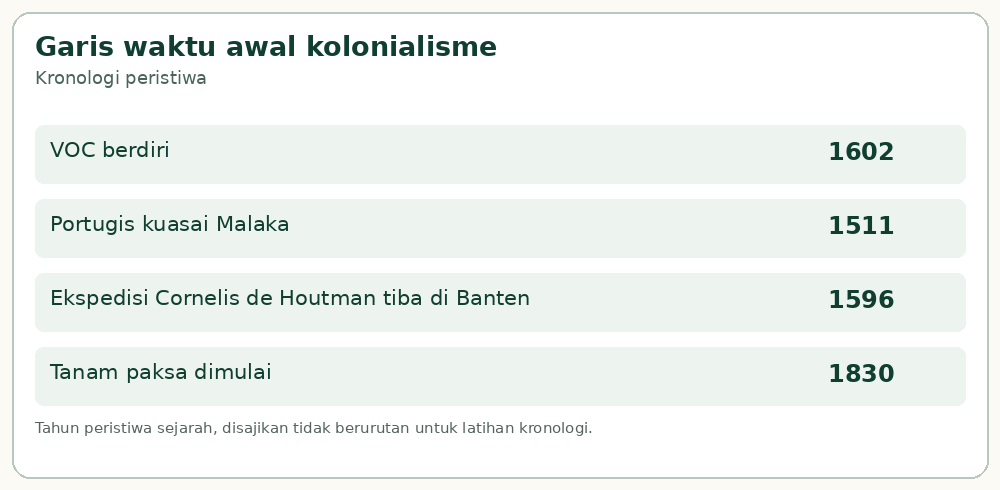 Garis waktu awal kolonialisme
Kronologi peristiwa
VOC berdiri 1602
Portugis kuasai Malaka 1511
Ekspedisi Cornelis de Houtman tiba di Banten 1596
Tanam paksa dimulai 1830
Tahun peristiwa sejarah, disajikan tidak berurutan untuk latihan kronologi.